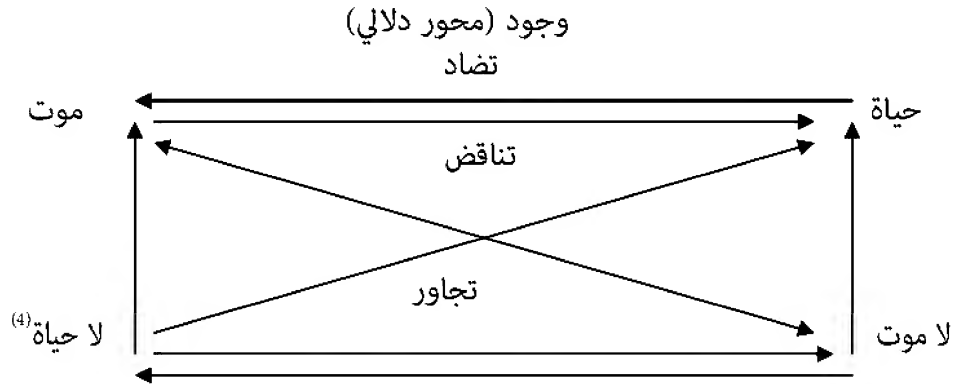 وجود (محور دلالي)
تضاد
حياة
موت
تناقض
تجاور
لا موت
لا حياة(4)